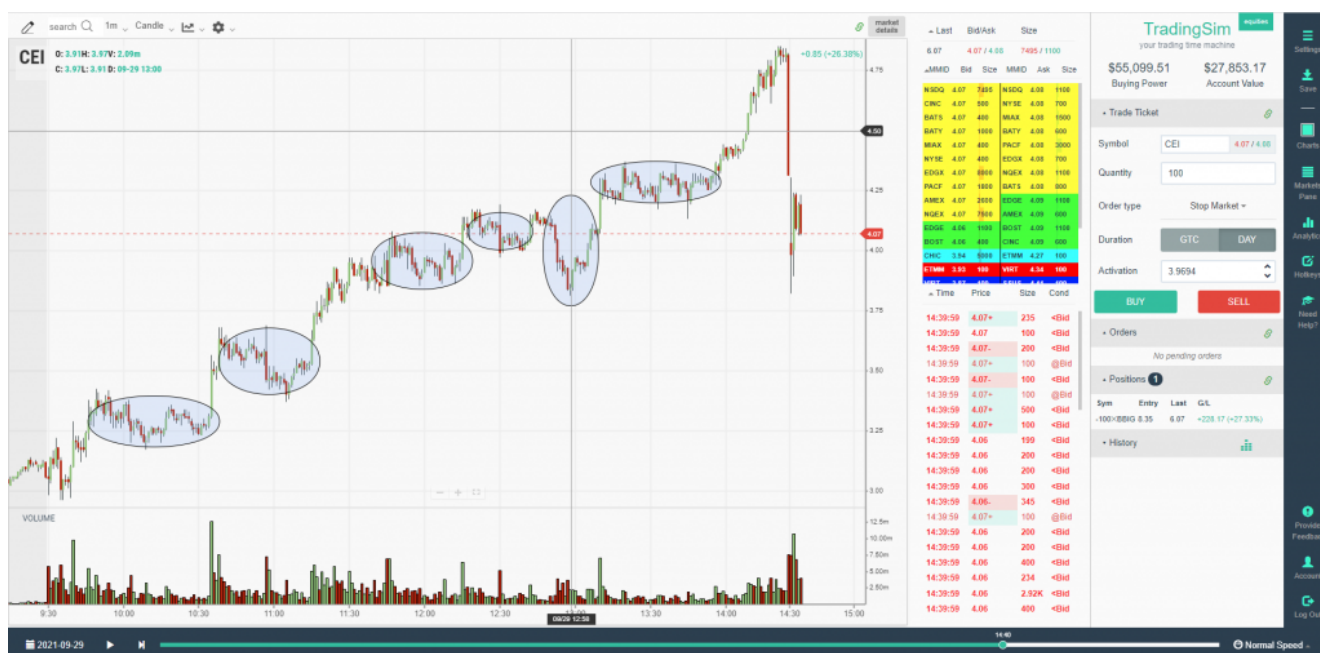 search 1m Candle
market details
CEI O: 3.91H: 3.97V: 2.09m
C: 3.97L: 3.91D: 09-29 13:00
+0.85 (+26.38%)
4.75
4.50
4.25
4.07
4.00
3.75
3.50
3.25
3.00
VOLUME
12.5m
10.00m
7.50m
5.00m
2.50m
9:30 10:00 10:30 11:00 11:30 12:00 12:30 13:30 14:00 14:30 15:00
09/29 12:58
Last Bid/Ask Size
6.07 4.07 / 4.08 7495 / 1100
MMID Bid Size MMID Ask Size
NSDQ 4.07 7495 NSDQ 4.08 1100
CINC 4.07 500 NYSE 4.08 700
BATS 4.07 400 MIAX 4.08 1500
BATY 4.07 1000 BATY 4.08 600
MIAX 4.07 400 PACF 4.08 3000
NYSE 4.07 400 EDGX 4.08 700
EDGX 4.07 8000 NQEX 4.08 1100
PACF 4.07 1800 BATS 4.08 800
AMEX 4.07 2600 EDGE 4.09 1100
NQEX 4.07 7500 AMEX 4.09 600
EDGE 4.06 1100 BOST 4.09 1100
BOST 4.06 400 CINC 4.09 600
CHIC 3.94 5000 ETMM 4.27 100
ETMM 3.93 100 VIRT 4.34 100
Time Price Size Cond
14:39:59 4.07+ 235 <Bid
14:39:59 4.07 100 <Bid
14:39:59 4.07- 200 <Bid
14:39:59 4.07+ 100 @Bid
14:39:59 4.07- 100 <Bid
14:39:59 4.07+ 100 @Bid
14:39:59 4.07+ 500 <Bid
14:39:59 4.07+ 100 <Bid
14:39:59 4.06 199 <Bid
14:39:59 4.06 200 <Bid
14:39:59 4.06 200 <Bid
14:39:59 4.06 300 <Bid
14:39:59 4.06- 345 <Bid
14:39:59 4.07+ 100 @Bid
14:39:59 4.06 200 <Bid
14:39:59 4.06 200 <Bid
14:39:59 4.06 400 <Bid
14:39:59 4.06 234 <Bid
14:39:59 4.06 2.92K <Bid
14:39:59 4.06 400 <Bid
TradingSim equities
your trading time machine
$55,099.51 $27,853.17
Buying Power Account Value
Trade Ticket
Symbol CEI 4.07 / 4.08
Quantity 100
Order type Stop Market
Duration GTC DAY
Activation 3.9694
BUY SELL
Orders
No pending orders
Positions 1
Sym Entry Last G/L
-100×BBIG 8.35 6.07 +228.17 (+27.33%)
History
Settings
Save
Charts
Markets
Pane
Analytics
Hotkeys
Need
Help?
Provide
Feedback
Account
Log Out
2021-09-29
14:40
Normal Speed